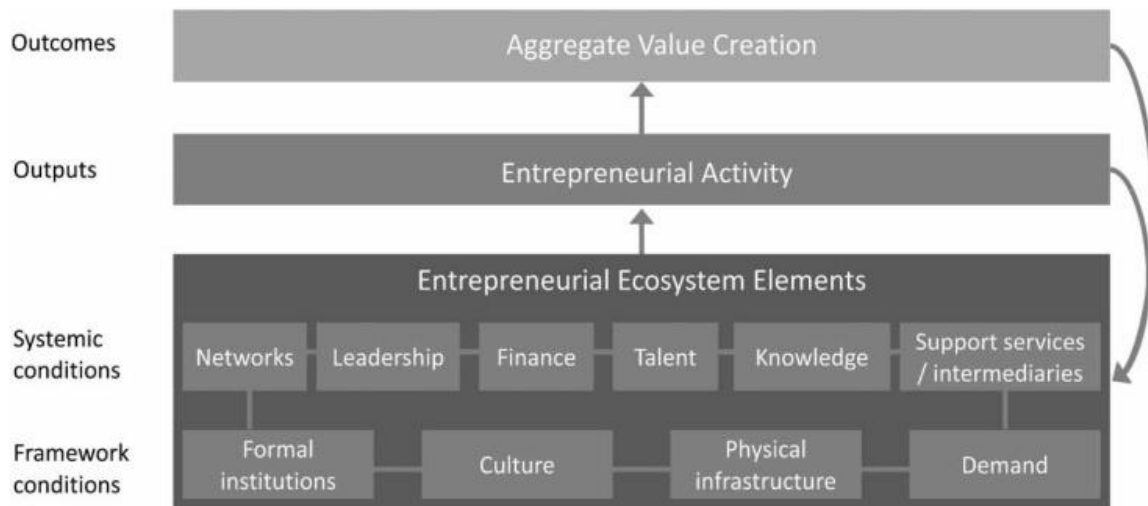 Outcomes
Aggregate Value Creation
Outputs
Entrepreneurial Activity
Entrepreneurial Ecosystem Elements
Systemic
conditions
Networks
Leadership
Finance
Talent
Knowledge
Support services
/ intermediaries
Framework
conditions
Formal
institutions
Culture
Physical
infrastructure
Demand